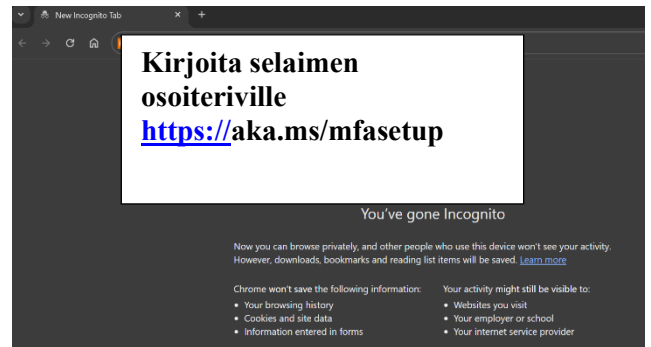 New Incognito Tab
Kirjoita selaimen
osoiteriville
https://aka.ms/mfasetup
You've gone Incognito
Now you can browse privately, and other people who use this device won't see your activity.
However, downloads, bookmarks and reading list items will be saved. Learn more
Chrome won't save the following information:
• Your browsing history
• Cookies and site data
• Information entered in forms
Your activity might still be visible to:
• Websites you visit
• Your employer or school
• Your internet service provider